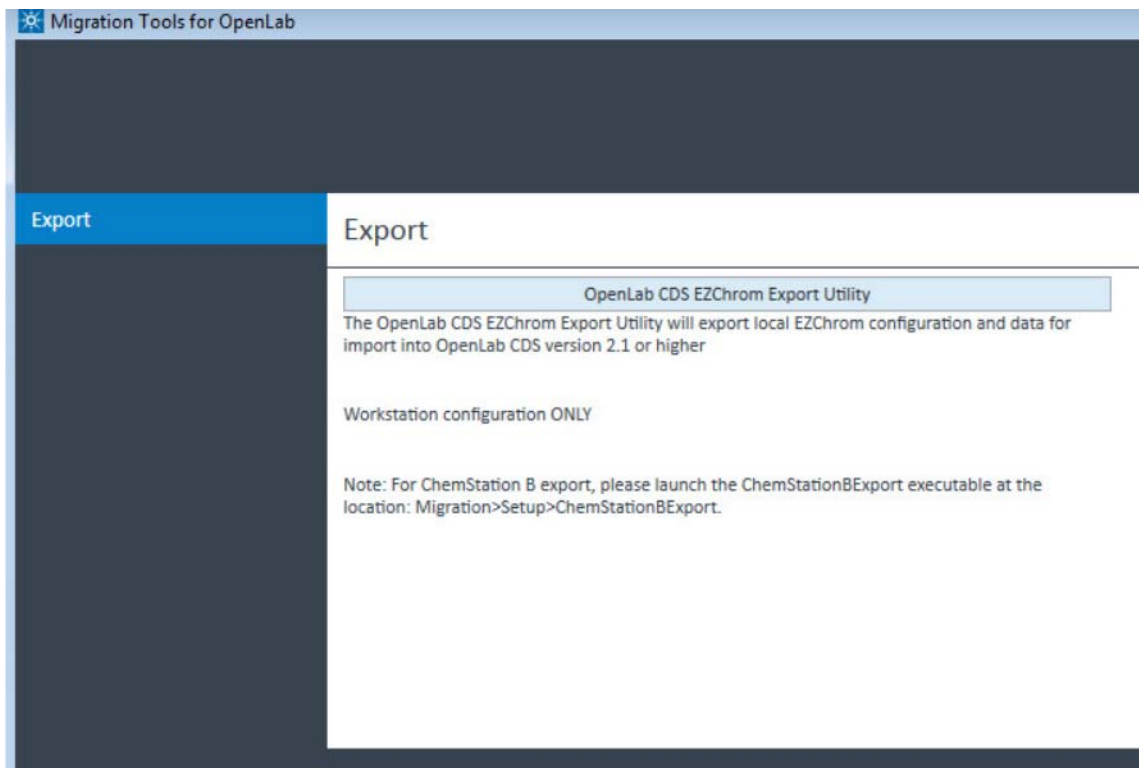 Migration Tools for OpenLab
Export
Export
OpenLab CDS EZChrom Export Utility
The OpenLab CDS EZChrom Export Utility will export local EZChrom configuration and data for
import into OpenLab CDS version 2.1 or higher
Workstation configuration ONLY
Note: For ChemStation B export, please launch the ChemStationBExport executable at the
location: Migration>Setup>ChemStationBExport.